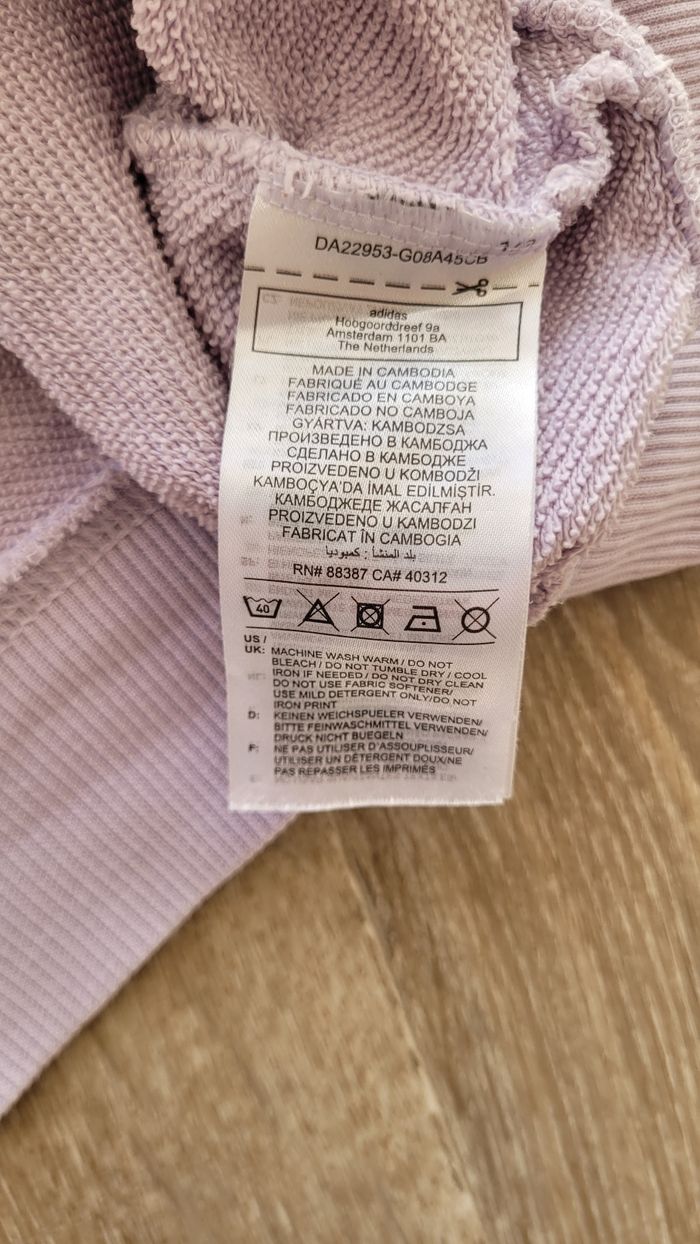 DA22953-G08A45CB
adidas
Hoogoorddreef 9a
Amsterdam 1101 BA
The Netherlands
MADE IN CAMBODIA
FABRIQUÉ AU CAMBODGE
FABRICADO EN CAMBOYA
FABRICADO NO CAMBOJA
GYÁRTVA: KAMBODZSA
ПРОИЗВЕДЕНО В КАМБОДЖА
СДЕЛАНО В КАМБОДЖЕ
PROIZVEDENO U KOMBODŽI
KAMBOÇYA'DA İMAL EDİLMİŞTİR.
КАМБОДЖЕДЕ ЖАСАЛҒАН
PROIZVEDENO U KAMBODZI
FABRICAT ÎN CAMBOGIA
بلد المنشأ : كمبوديا
RN# 88387 CA# 40312
40
US /
UK: MACHINE WASH WARM / DO NOT
BLEACH / DO NOT TUMBLE DRY / COOL
IRON IF NEEDED / DO NOT DRY CLEAN
DO NOT USE FABRIC SOFTENER/
USE MILD DETERGENT ONLY/DO NOT
IRON PRINT
D: KEINEN WEICHSPUELER VERWENDEN/
BITTE FEINWASCHMITTEL VERWENDEN/
DRUCK NICHT BUEGELN
F: NE PAS UTILISER D'ASSOUPLISSEUR/
UTILISER UN DÉTERGENT DOUX/NE
PAS REPASSER LES IMPRIMÉS